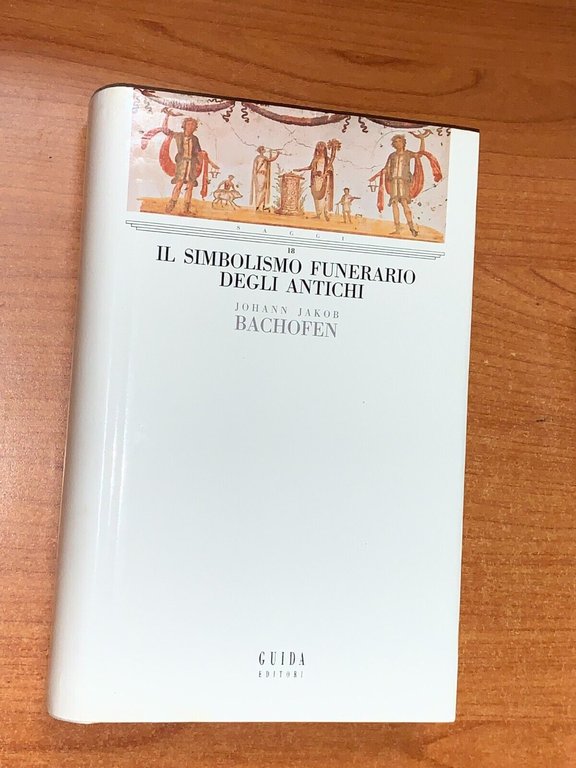 SAGGI
18
IL SIMBOLISMO FUNERARIO
DEGLI ANTICHI
JOHANN JAKOB
BACHOFEN
GUIDA
EDITORI